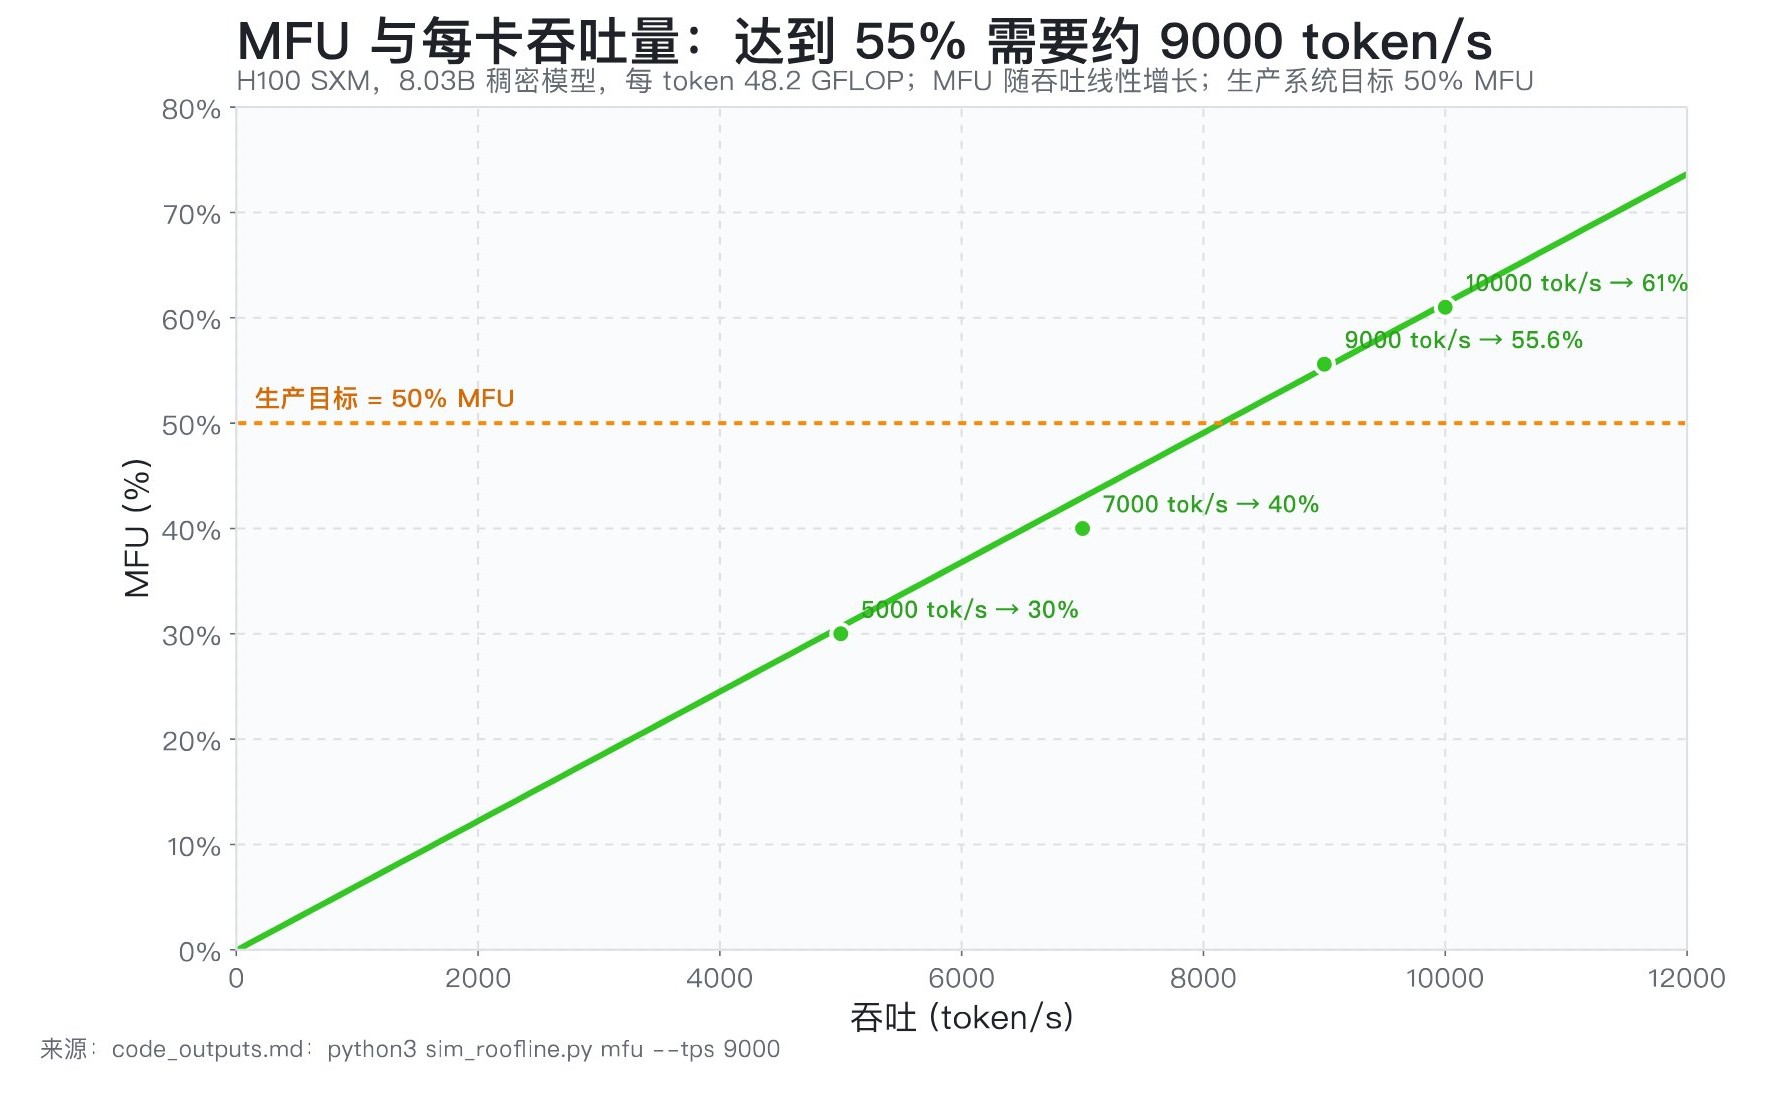 MFU 与每卡吞吐量：达到 55% 需要约 9000 token/s
H100 SXM，8.03B 稠密模型，每 token 48.2 GFLOP；MFU 随吞吐线性增长；生产系统目标 50% MFU
80%
70%
10000 tok/s → 61%
60%
9000 tok/s → 55.6%
生产目标 = 50% MFU
50%
MFU (%)
7000 tok/s → 40%
40%
5000 tok/s → 30%
30%
20%
10%
0%
0 2000 4000 6000 8000 10000 12000
吞吐 (token/s)
来源：code_outputs.md：python3 sim_roofline.py mfu --tps 9000